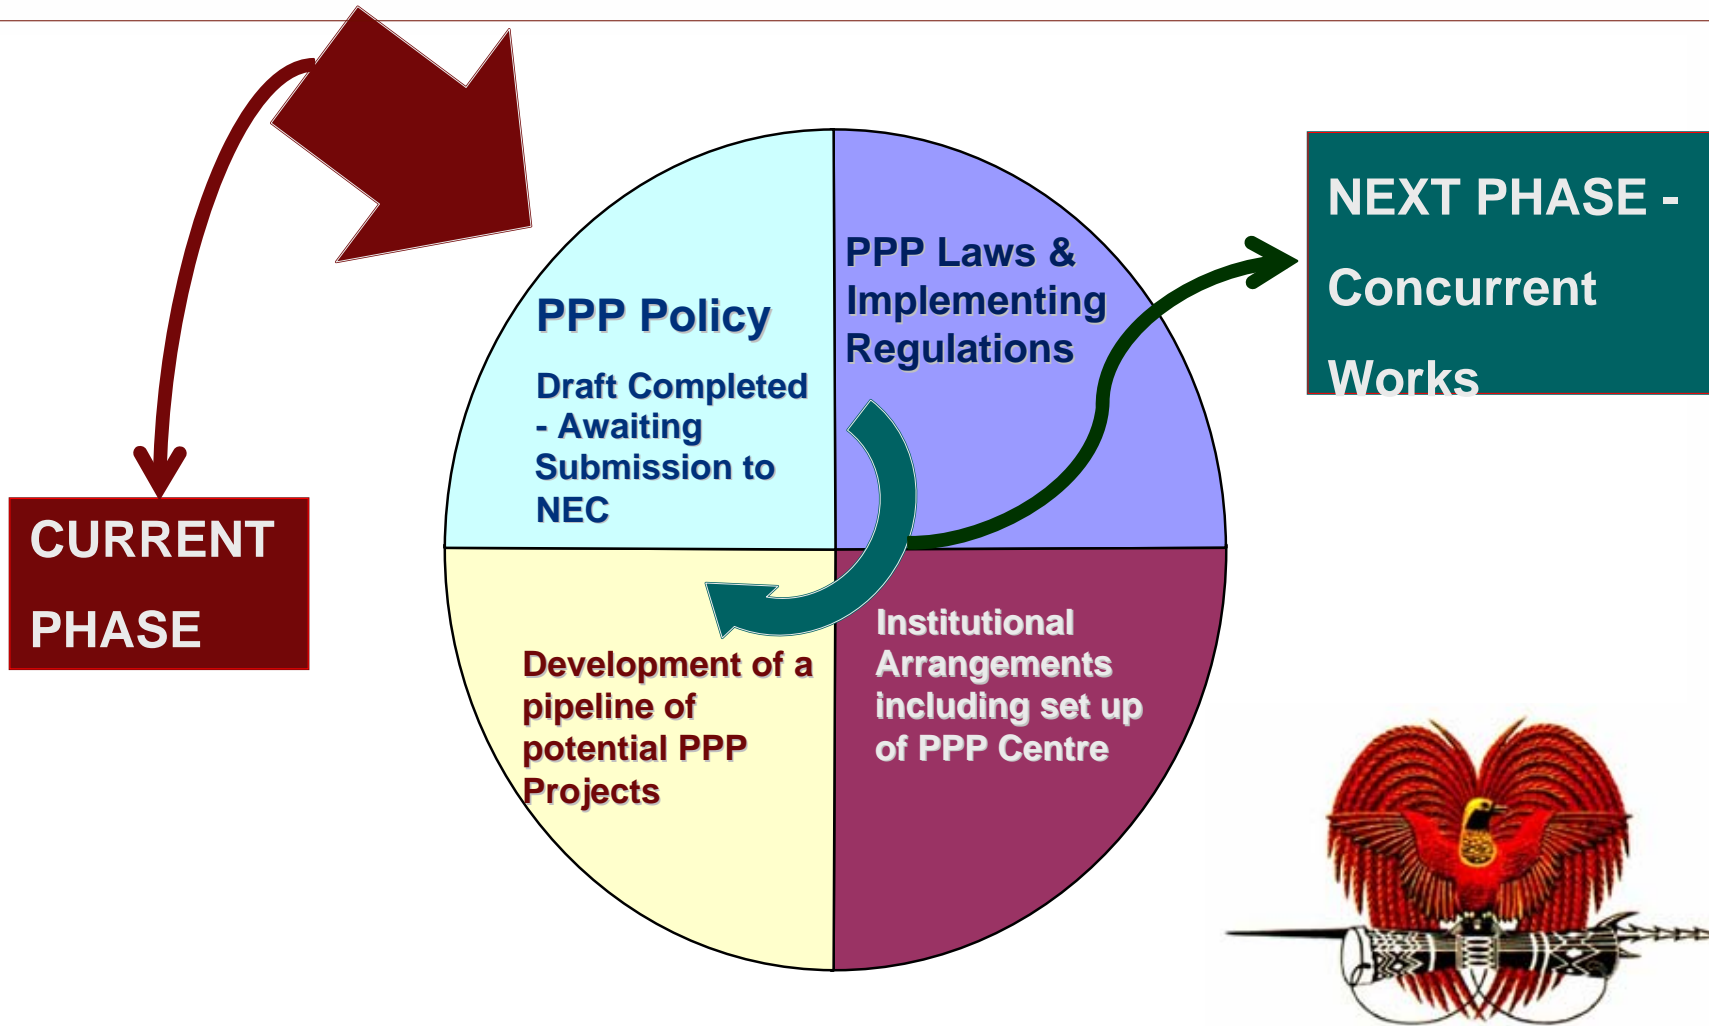 PPP Policy
Draft Completed
- Awaiting
Submission to
NEC
PPP Laws &
Implementing
Regulations
NEXT PHASE -
Concurrent
Works
CURRENT
PHASE
Development of a
pipeline of
potential PPP
Projects
Institutional
Arrangements
including set up
of PPP Centre